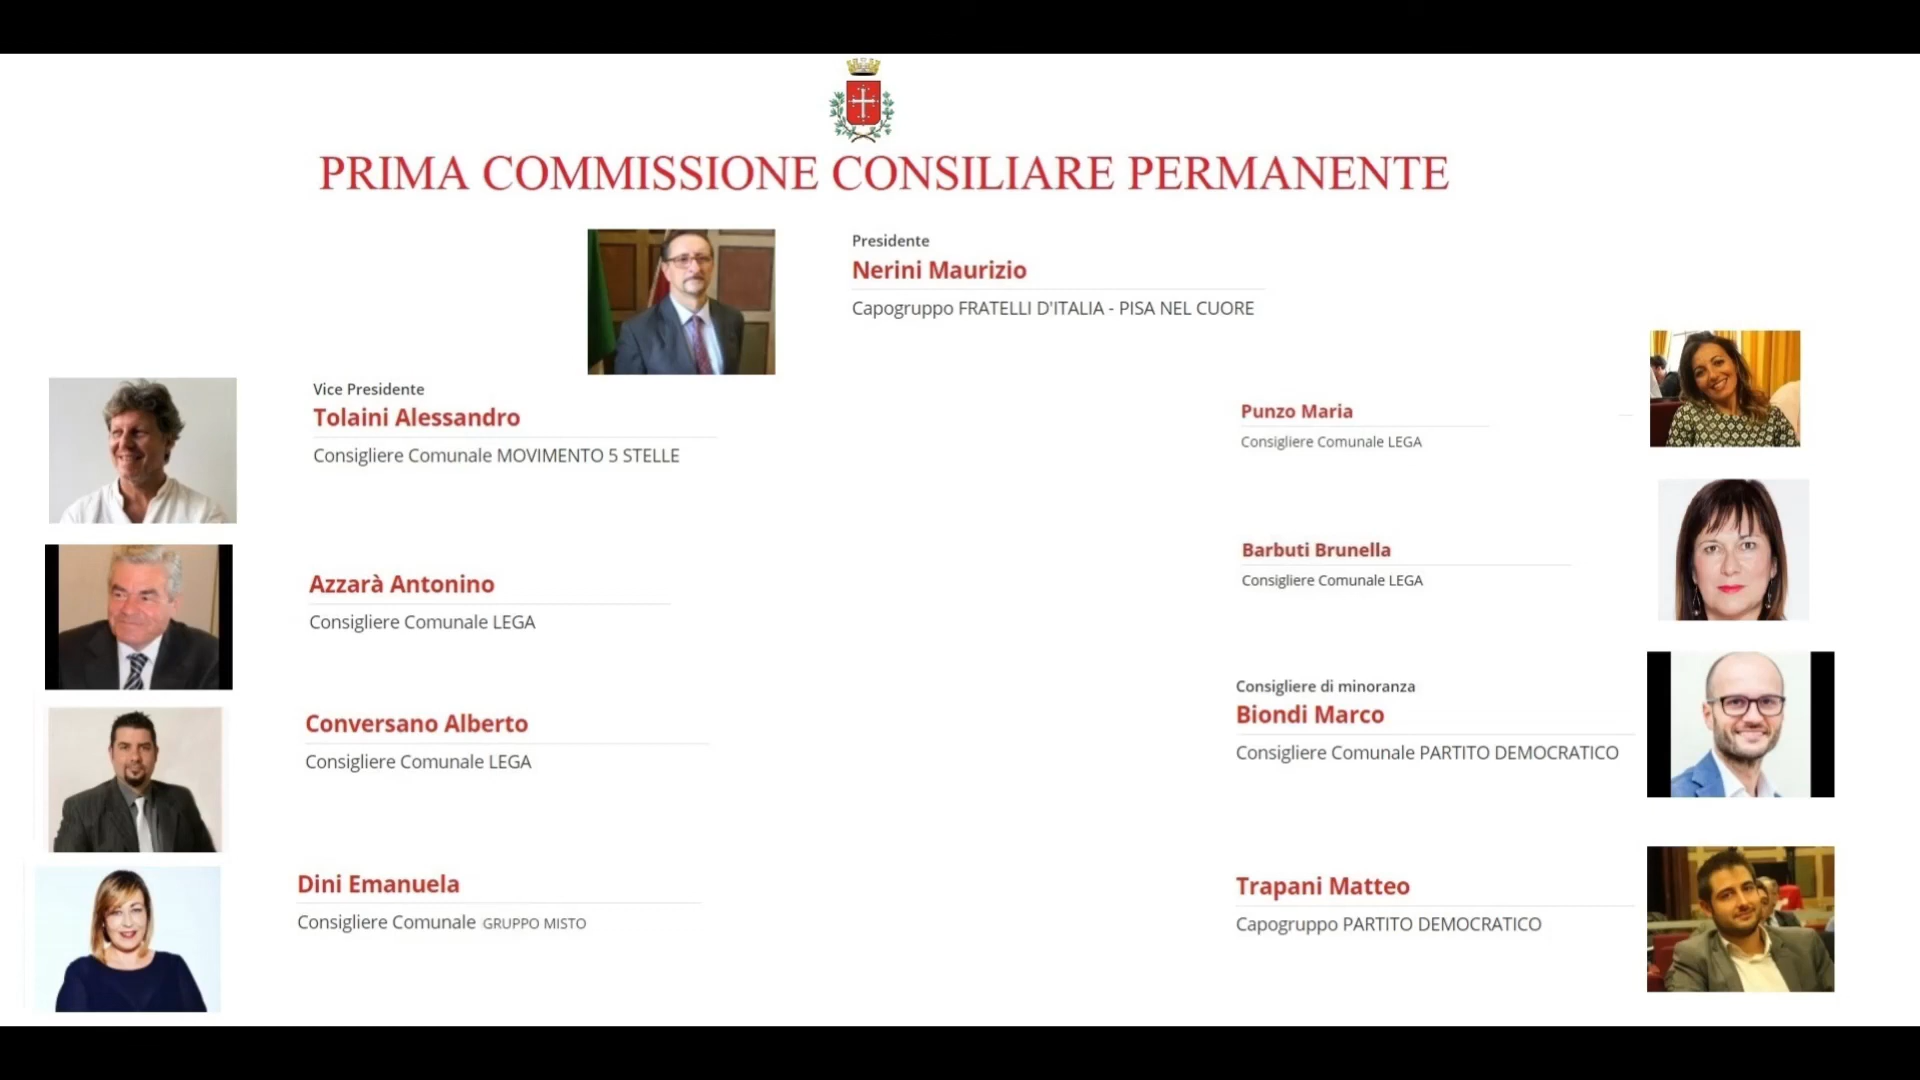 PRIMA COMMISSIONE CONSILIARE PERMANENTE
Presidente
Nerini Maurizio
Capogruppo FRATELLI D'ITALIA - PISA NEL CUORE
Vice Presidente
Tolaini Alessandro
Consigliere Comunale MOVIMENTO 5 STELLE
Azzarà Antonino
Consigliere Comunale LEGA
Conversano Alberto
Consigliere Comunale LEGA
Dini Emanuela
Consigliere Comunale GRUPPO MISTO
Punzo Maria
Consigliere Comunale LEGA
Barbuti Brunella
Consigliere Comunale LEGA
Consigliere di minoranza
Biondi Marco
Consigliere Comunale PARTITO DEMOCRATICO
Trapani Matteo
Capogruppo PARTITO DEMOCRATICO